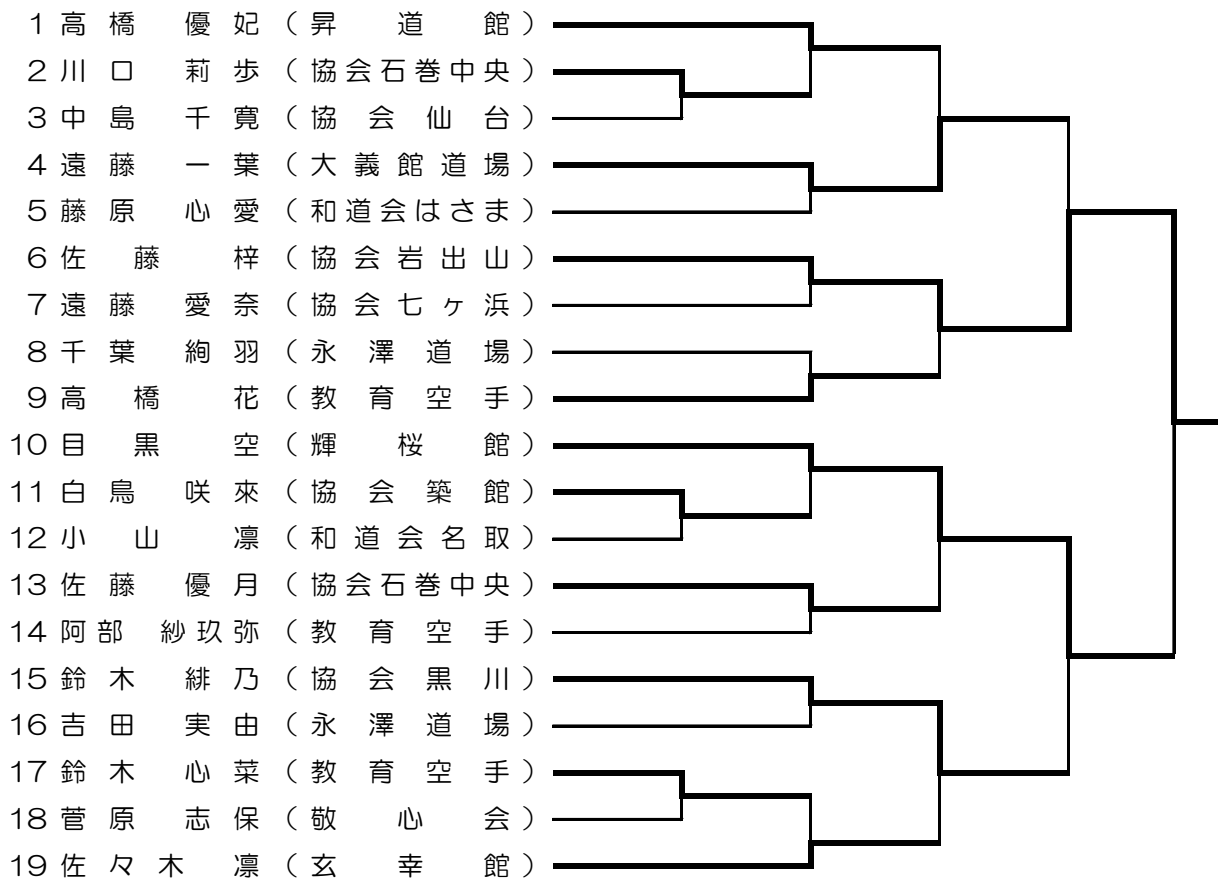 1 高橋 優妃 (昇道館)
2 川口 莉歩 (協会石巻中央)
3 中島 千寛 (協会仙台)
4 遠藤 一葉 (大義館道場)
5 藤原 心愛 (和道会はさま)
6 佐藤 梓 (協会岩出山)
7 遠藤 愛奈 (協会七ヶ浜)
8 千葉 絢羽 (永澤道場)
9 高橋 花 (教育空手)
10 目黒 空 (輝桜館)
11 白鳥 咲來 (協会築館)
12 小山 凛 (和道会名取)
13 佐藤 優月 (協会石巻中央)
14 阿部 紗玖弥 (教育空手)
15 鈴木 緋乃 (協会黒川)
16 吉田 実由 (永澤道場)
17 鈴木 心菜 (教育空手)
18 菅原 志保 (敬心会)
19 佐々木 凛 (玄幸館)